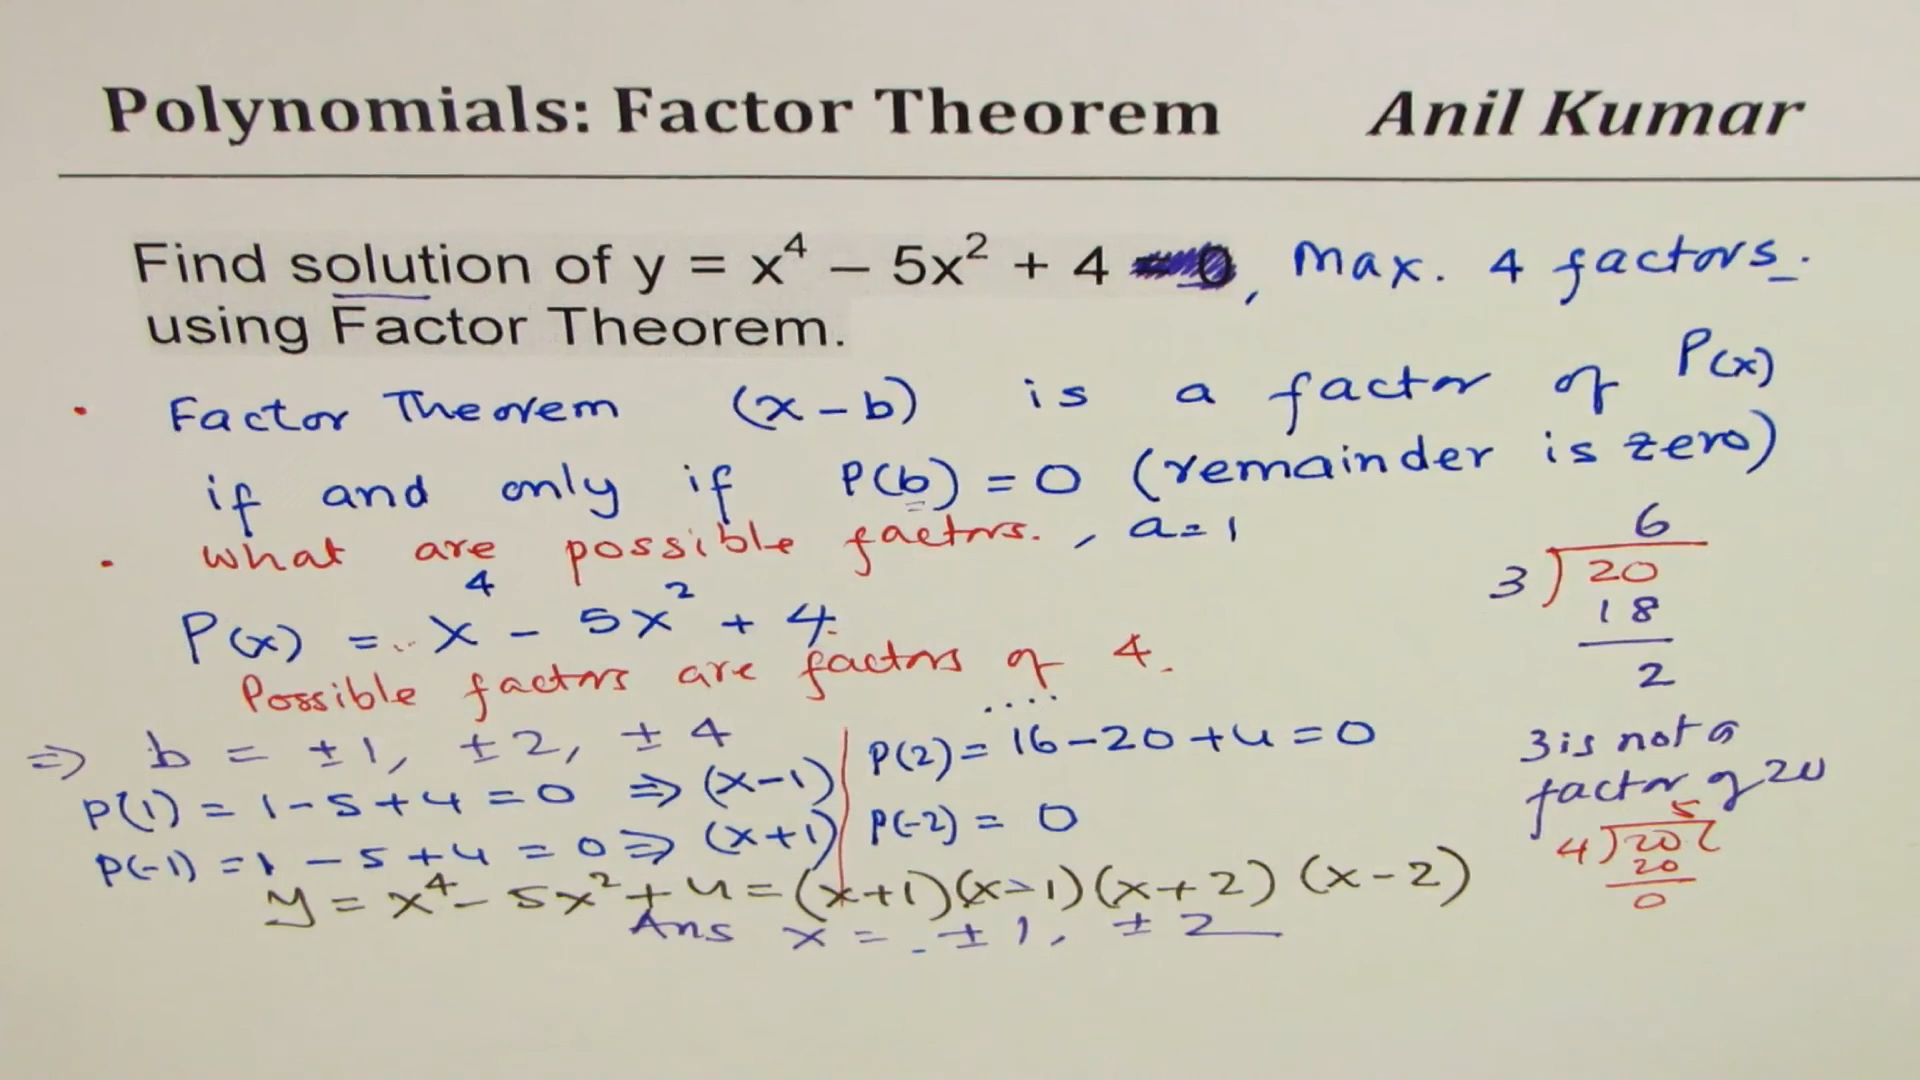 Polynomials: Factor Theorem Anil Kumar
Find solution of y = x⁴ – 5x² + 4 = 0, Max. 4 factors.
using Factor Theorem.
• Factor Theorem (x-b) is a factor of P(x)
if and only if P(b) = 0 (remainder is zero)
• What are possible factors. , a=1
P(x) = x⁴ - 5x² + 4
Possible factors are factors of 4.
⇒ b = ±1, ±2, ±4
P(1) = 1-5+4 = 0 ⇒ (x-1)
P(-1) = 1-5+4 = 0 ⇒ (x+1)
P(2) = 16-20+4 = 0
P(-2) = 0
y = x⁴ - 5x² + 4 = (x+1)(x-1)(x+2)(x-2)
Ans x = ±1, ±2
6
3)20
18
2
3 is not a
factor of 20
5
4)20
20
0